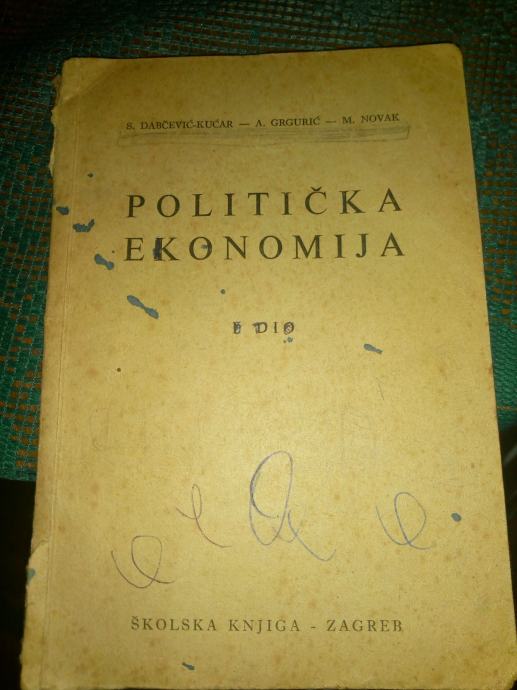 S. DABČEVIĆ-KUČAR — A. GRGURIĆ — M. NOVAK
POLITIČKA
EKONOMIJA
DIO
ŠKOLSKA KNJIGA - ZAGREB